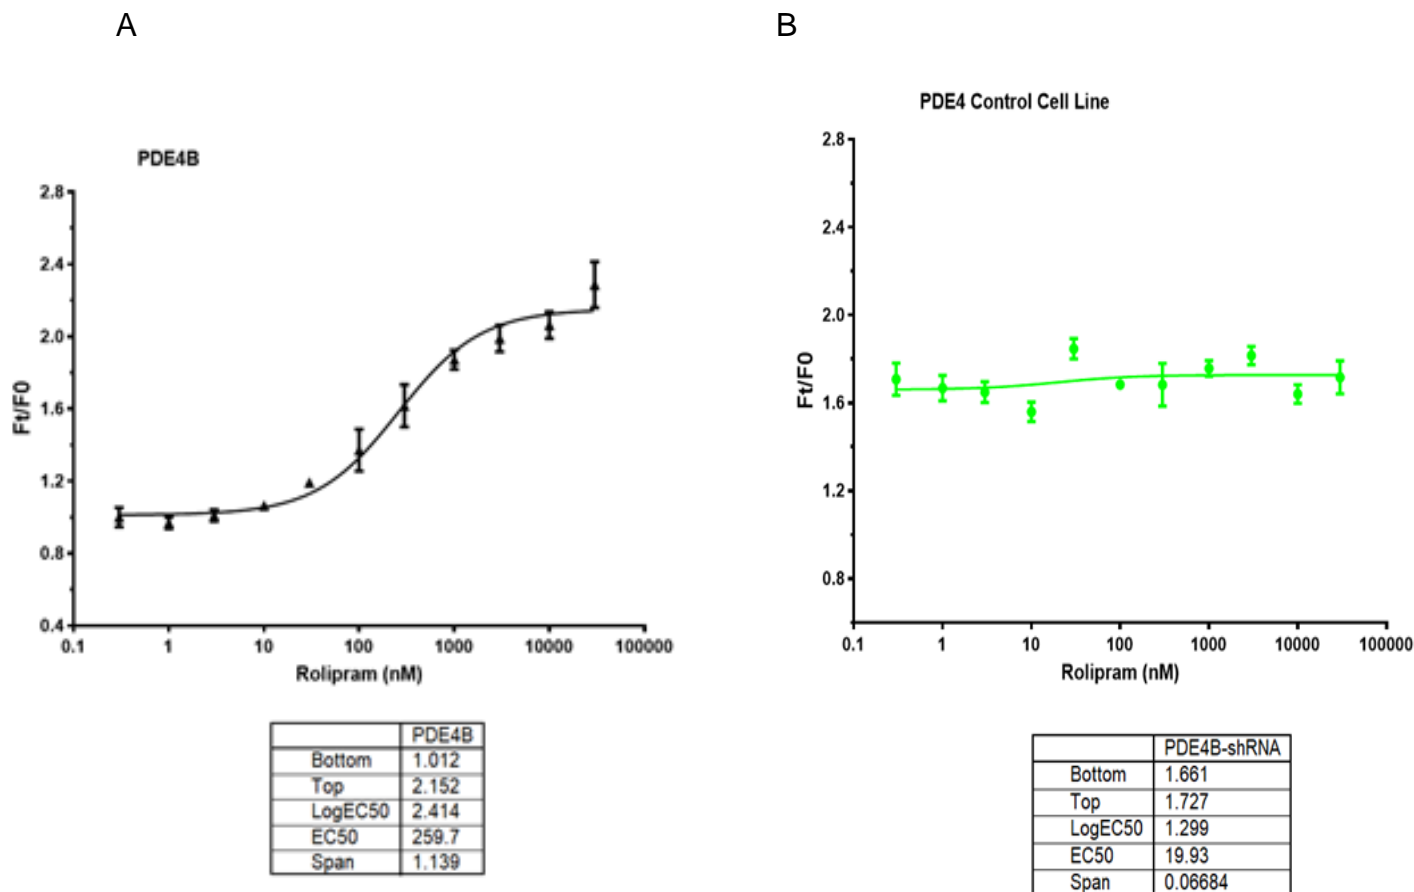 A
B
PDE4B
2.8
2.4
2.0
1.6
1.2
0.8
0.4
Ft/F0
0.1 1 10 100 1000 10000 100000
Rolipram (nM)
PDE4B
Bottom 1.012
Top 2.152
LogEC50 2.414
EC50 259.7
Span 1.139
PDE4 Control Cell Line
2.8
2.4
2.0
1.6
1.2
0.8
Ft/F0
0.1 1 10 100 1000 10000 100000
Rolipram (nM)
PDE4B-shRNA
Bottom 1.661
Top 1.727
LogEC50 1.299
EC50 19.93
Span 0.06684